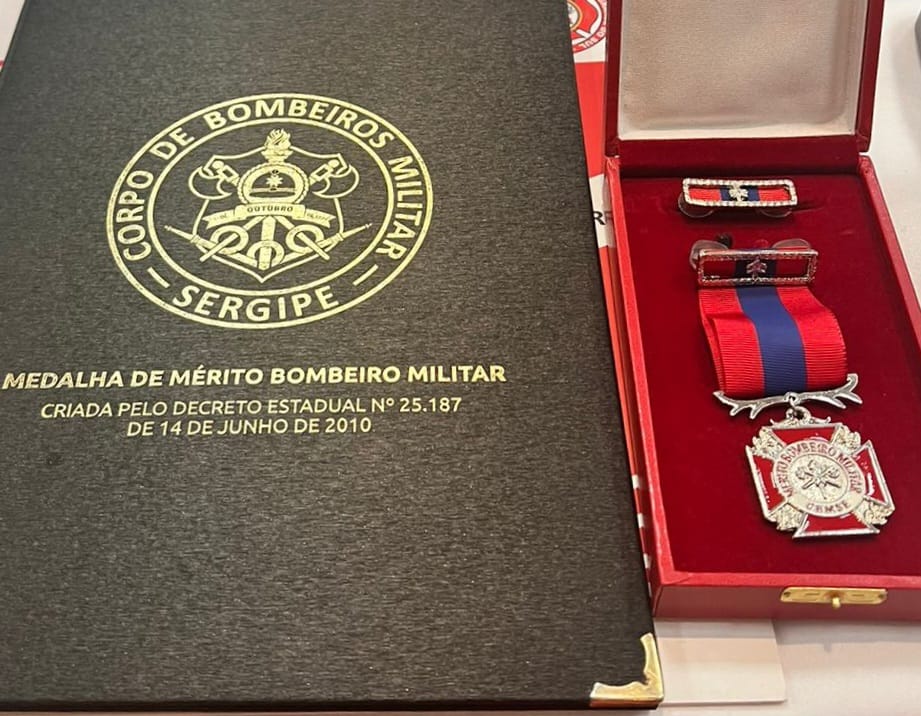 CORPO DE BOMBEIROS MILITAR
OUTUBRO
SERGIPE
MEDALHA DE MÉRITO BOMBEIRO MILITAR
CRIADA PELO DECRETO ESTADUAL Nº 25.187
DE 14 DE JUNHO DE 2010
MÉRITO BOMBEIRO MILITAR
CBMSE